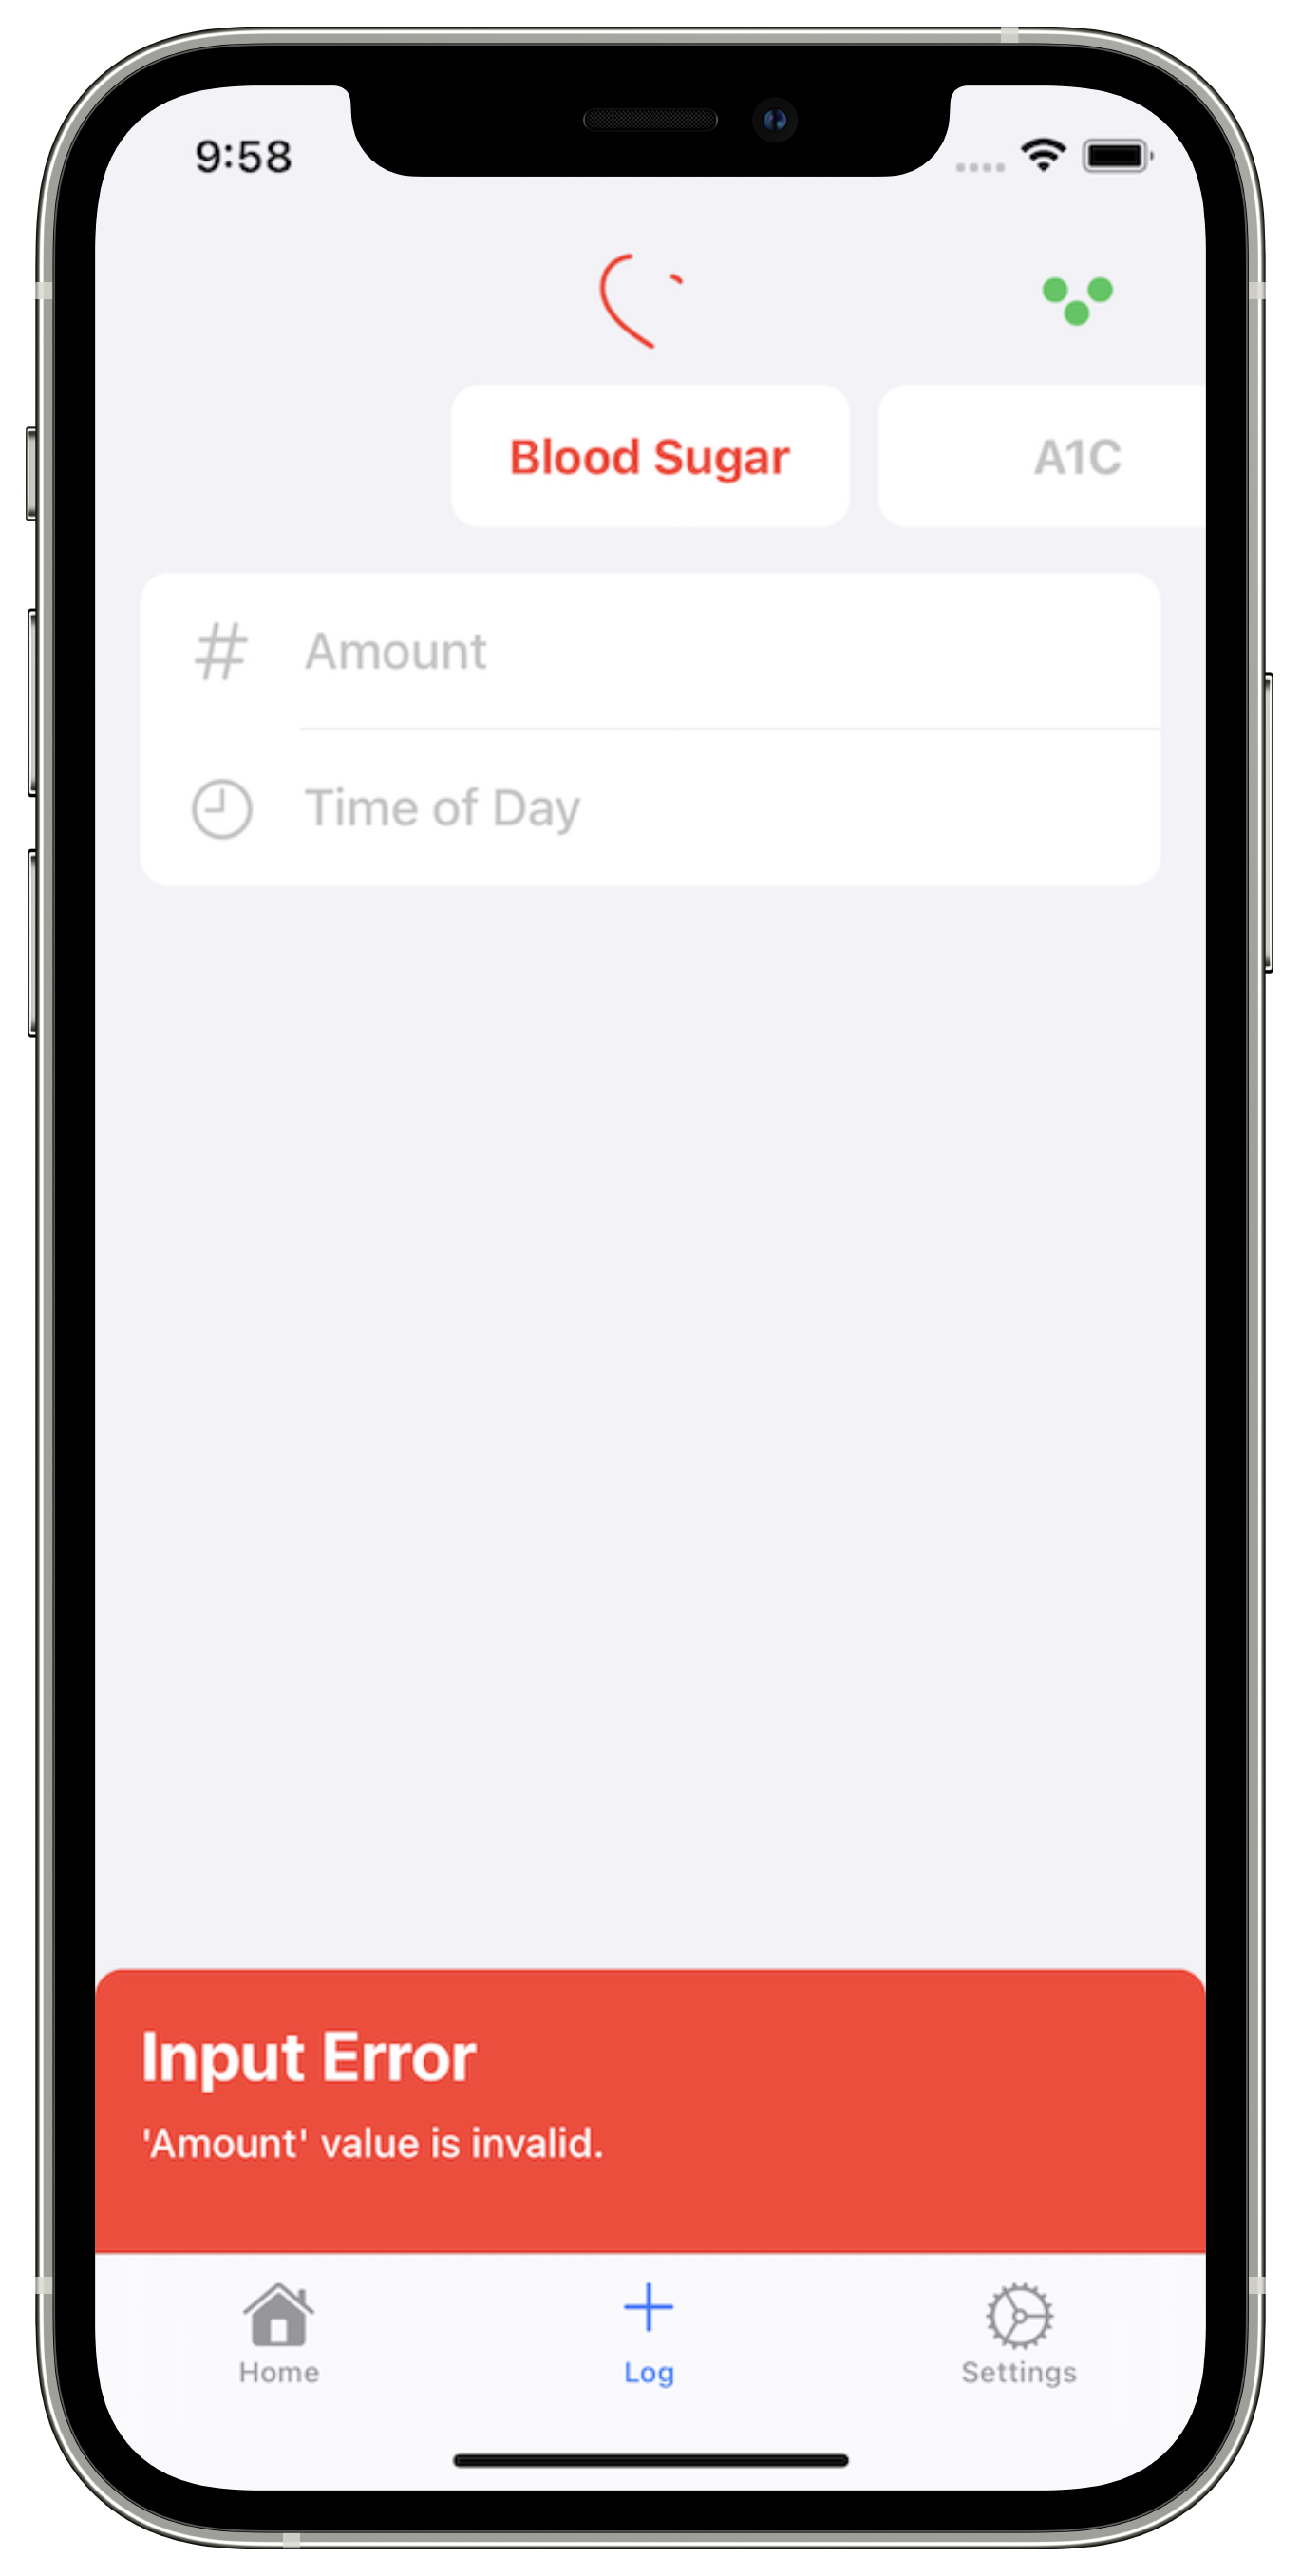 9:58
Blood Sugar
A1C
# Amount
Time of Day
Input Error
'Amount' value is invalid.
Home
Log
Settings